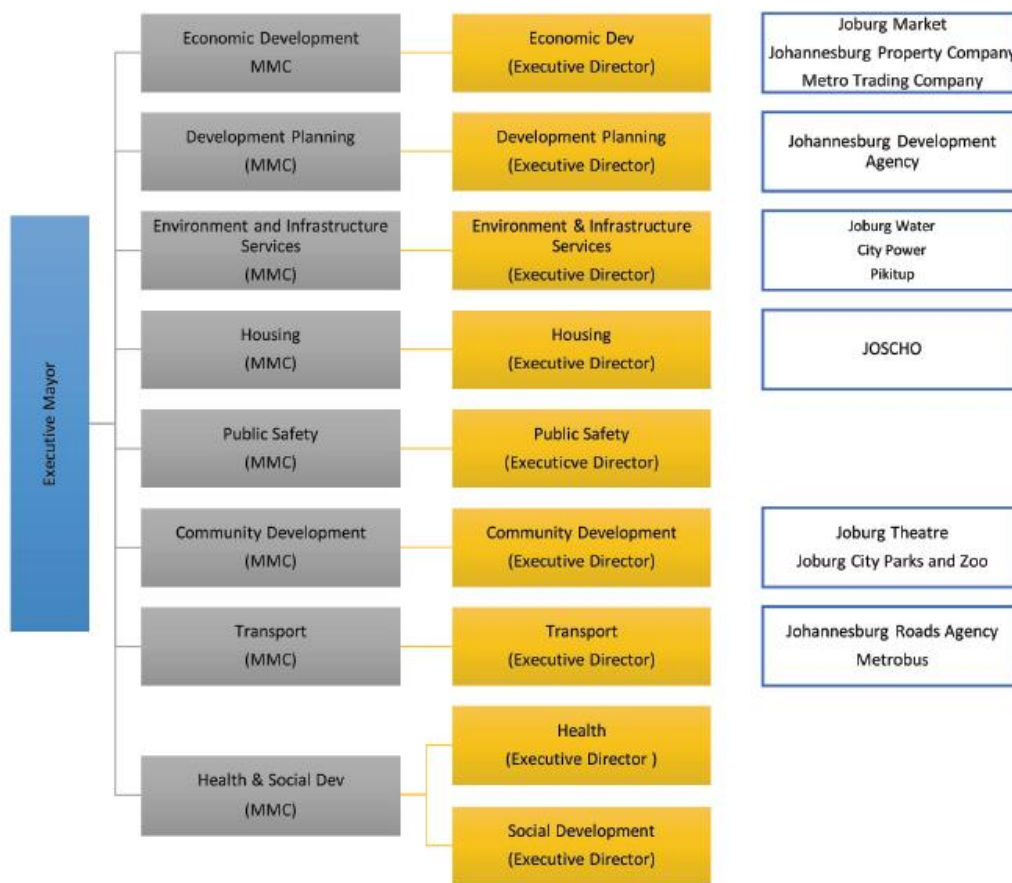 Executive Mayor
Economic Development
MMC
Economic Dev
(Executive Director)
Joburg Market
Johannesburg Property Company
Metro Trading Company
Development Planning
(MMC)
Development Planning
(Executive Director)
Johannesburg Development
Agency
Environment and Infrastructure
Services
(MMC)
Environment & Infrastructure
Services
(Executive Director)
Joburg Water
City Power
Pikitup
Housing
(MMC)
Housing
(Executive Director)
JOSCHO
Public Safety
(MMC)
Public Safety
(Executicve Director)
Community Development
(MMC)
Community Development
(Executive Director)
Joburg Theatre
Joburg City Parks and Zoo
Transport
(MMC)
Transport
(Executive Director)
Johannesburg Roads Agency
Metrobus
Health & Social Dev
(MMC)
Health
(Executive Director )
Social Development
(Executive Director)